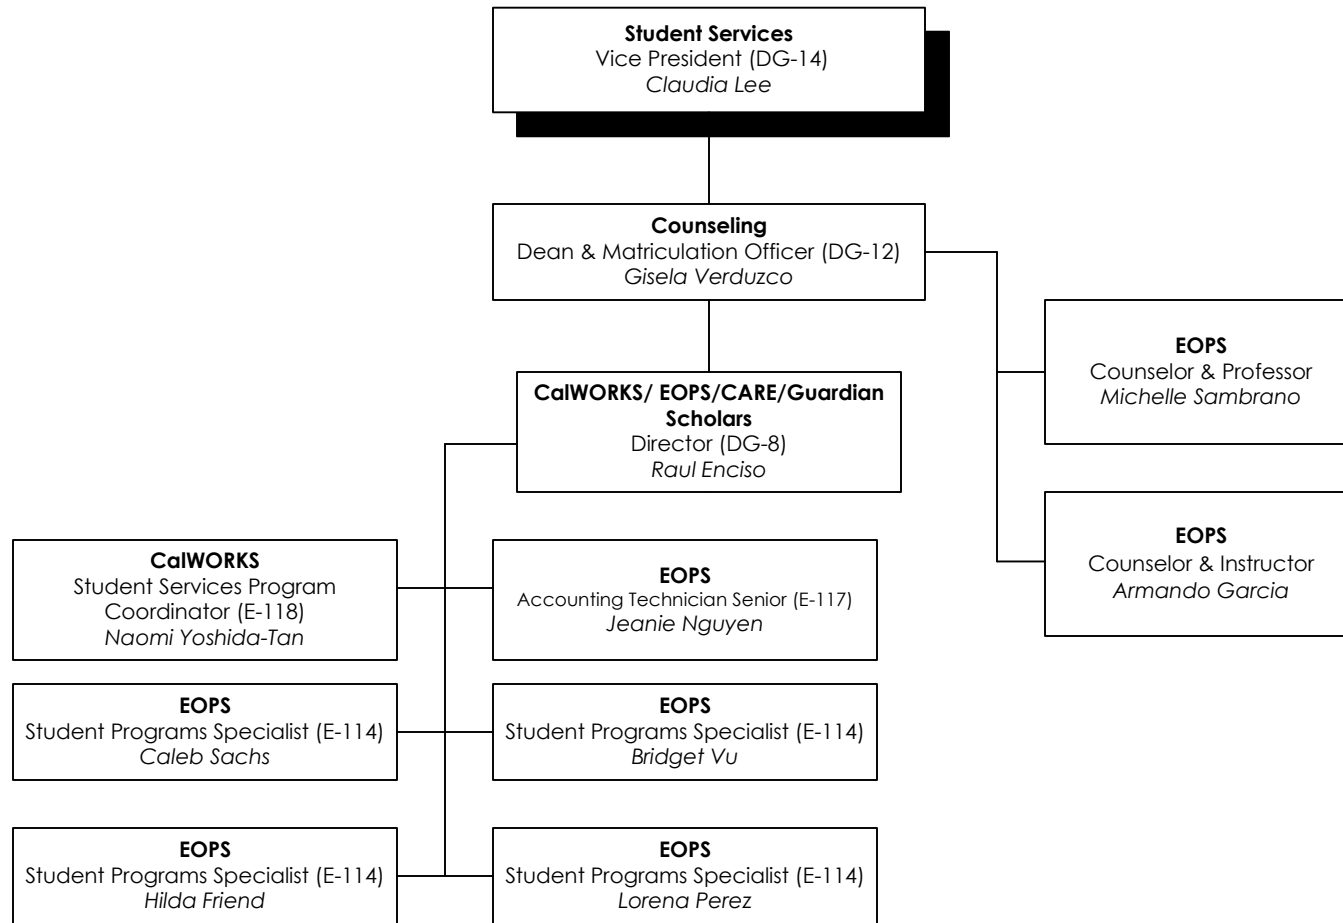 Student Services
Vice President (DG-14)
Claudia Lee
Counseling
Dean & Matriculation Officer (DG-12)
Gisela Verduzco
EOPS
Counselor & Professor
Michelle Sambrano
CalWORKS/ EOPS/CARE/Guardian
Scholars
Director (DG-8)
Raul Enciso
EOPS
Counselor & Instructor
Armando Garcia
CalWORKS
Student Services Program
Coordinator (E-118)
Naomi Yoshida-Tan
EOPS
Accounting Technician Senior (E-117)
Jeanie Nguyen
EOPS
Student Programs Specialist (E-114)
Caleb Sachs
EOPS
Student Programs Specialist (E-114)
Bridget Vu
EOPS
Student Programs Specialist (E-114)
Hilda Friend
EOPS
Student Programs Specialist (E-114)
Lorena Perez